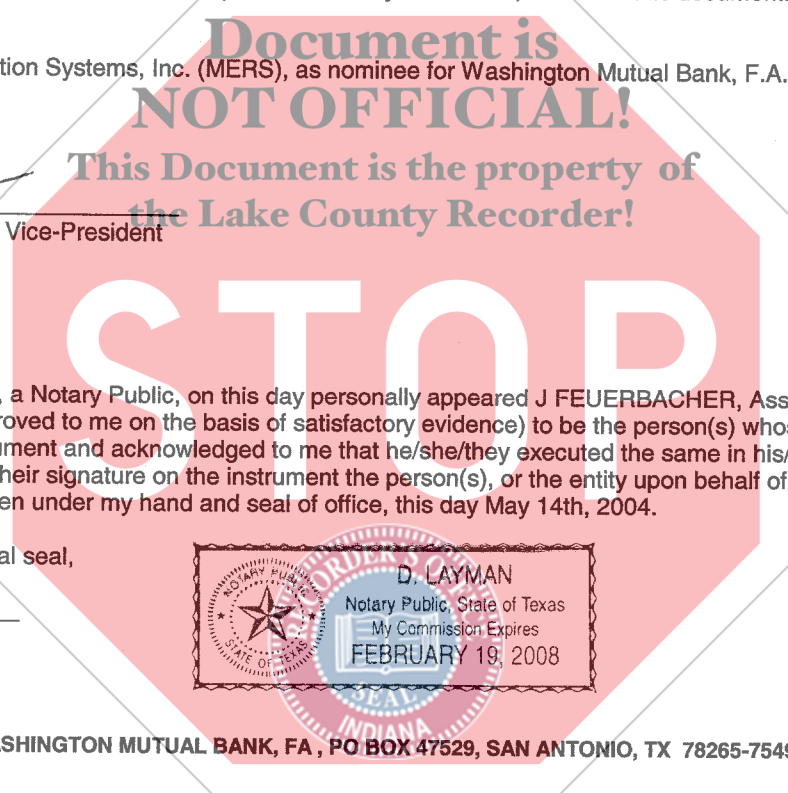 Document is
tion Systems, Inc. (MERS), as nominee for Washington Mutual Bank, F.A.
NOT OFFICIAL!
This Document is the property of
the Lake County Recorder!
Vice-President
STOP
, a Notary Public, on this day personally appeared J FEUERBACHER, Ass
roved to me on the basis of satisfactory evidence) to be the person(s) whos
ument and acknowledged to me that he/she/they executed the same in his/
heir signature on the instrument the person(s), or the entity upon behalf of
en under my hand and seal of office, this day May 14th, 2004.
al seal,
D. LAYMAN
Notary Public, State of Texas
My Commission Expires
FEBRUARY 19, 2008
NOTARY PUBLIC
STATE OF TEXAS
RECORDER'S OFFICE
SEAL
INDIANA
ASHINGTON MUTUAL BANK, FA , PO BOX 47529, SAN ANTONIO, TX 78265-7549